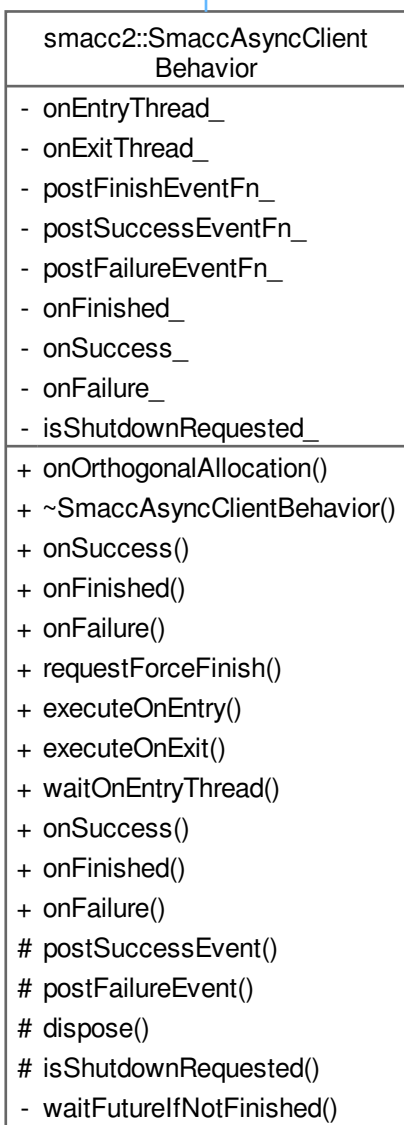 smacc2::SmaccAsyncClient
Behavior
- onEntryThread_
- onExitThread_
- postFinishEventFn_
- postSuccessEventFn_
- postFailureEventFn_
- onFinished_
- onSuccess_
- onFailure_
- isShutdownRequested_
+ onOrthogonalAllocation()
+ ~SmaccAsyncClientBehavior()
+ onSuccess()
+ onFinished()
+ onFailure()
+ requestForceFinish()
+ executeOnEntry()
+ executeOnExit()
+ waitOnEntryThread()
+ onSuccess()
+ onFinished()
+ onFailure()
# postSuccessEvent()
# postFailureEvent()
# dispose()
# isShutdownRequested()
- waitFutureIfNotFinished()